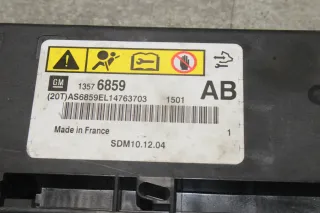 GM
1357 6859
(20T)AS6859EL14763703 1501
AB
Made in France
1
SDM10.12.04